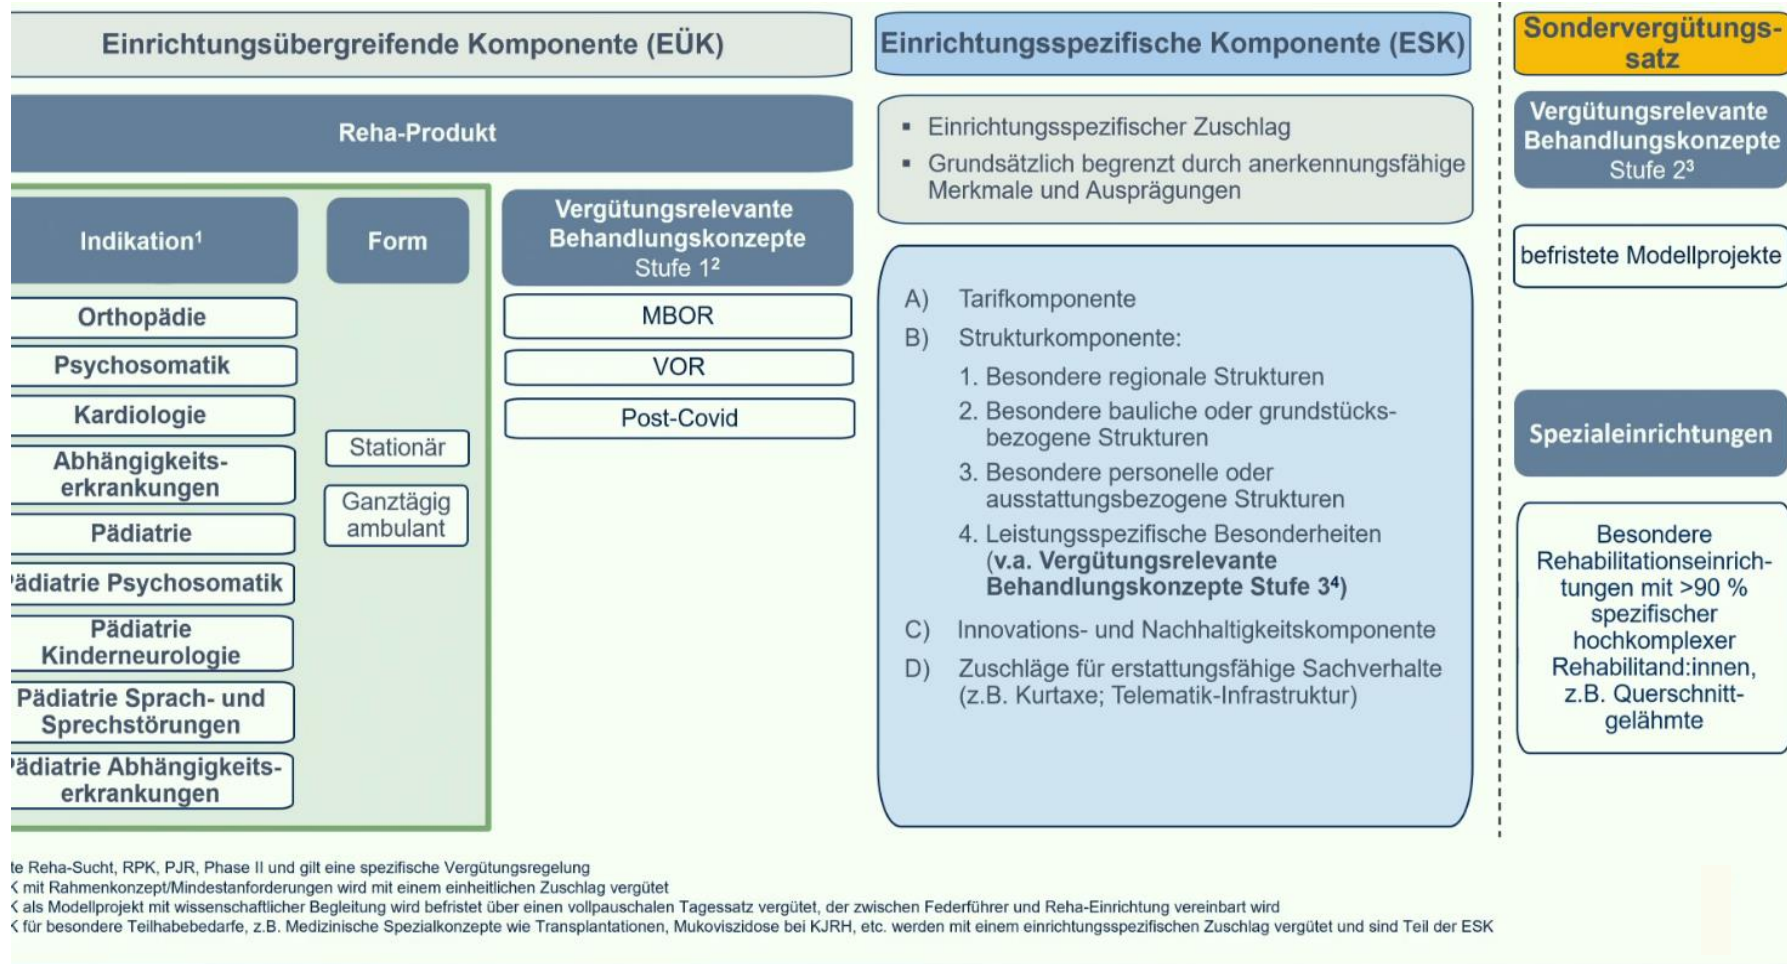 Einrichtungsübergreifende Komponente (EÜK)
Reha-Produkt
Indikation¹
Form
Vergütungsrelevante
Behandlungskonzepte
Stufe 1²
Orthopädie
Psychosomatik
Kardiologie
Abhängigkeits-
erkrankungen
Pädiatrie
Pädiatrie Psychosomatik
Pädiatrie
Kinderneurologie
Pädiatrie Sprach- und
Sprechstörungen
Pädiatrie Abhängigkeits-
erkrankungen
Stationär
Ganztägig
ambulant
MBOR
VOR
Post-Covid
Einrichtungsspezifische Komponente (ESK)
▪ Einrichtungsspezifischer Zuschlag
▪ Grundsätzlich begrenzt durch anerkennungsfähige
Merkmale und Ausprägungen
A) Tarifkomponente
B) Strukturkomponente:
1. Besondere regionale Strukturen
2. Besondere bauliche oder grundstücks-
bezogene Strukturen
3. Besondere personelle oder
ausstattungsbezogene Strukturen
4. Leistungsspezifische Besonderheiten
(v.a. Vergütungsrelevante
Behandlungskonzepte Stufe 3⁴)
C) Innovations- und Nachhaltigkeitskomponente
D) Zuschläge für erstattungsfähige Sachverhalte
(z.B. Kurtaxe; Telematik-Infrastruktur)
Sondervergütungs-
satz
Vergütungsrelevante
Behandlungskonzepte
Stufe 2³
befristete Modellprojekte
Spezialeinrichtungen
Besondere
Rehabilitationseinrich-
tungen mit >90 %
spezifischer
hochkomplexer
Rehabilitand:innen,
z.B. Querschnitt-
gelähmte
te Reha-Sucht, RPK, PJR, Phase II und gilt eine spezifische Vergütungsregelung
K mit Rahmenkonzept/Mindestanforderungen wird mit einem einheitlichen Zuschlag vergütet
K als Modellprojekt mit wissenschaftlicher Begleitung wird befristet über einen vollpauschalen Tagessatz vergütet, der zwischen Federführer und Reha-Einrichtung vereinbart wird
K für besondere Teilhabebedarfe, z.B. Medizinische Spezialkonzepte wie Transplantationen, Mukoviszidose bei KJRH, etc. werden mit einem einrichtungsspezifischen Zuschlag vergütet und sind Teil der ESK